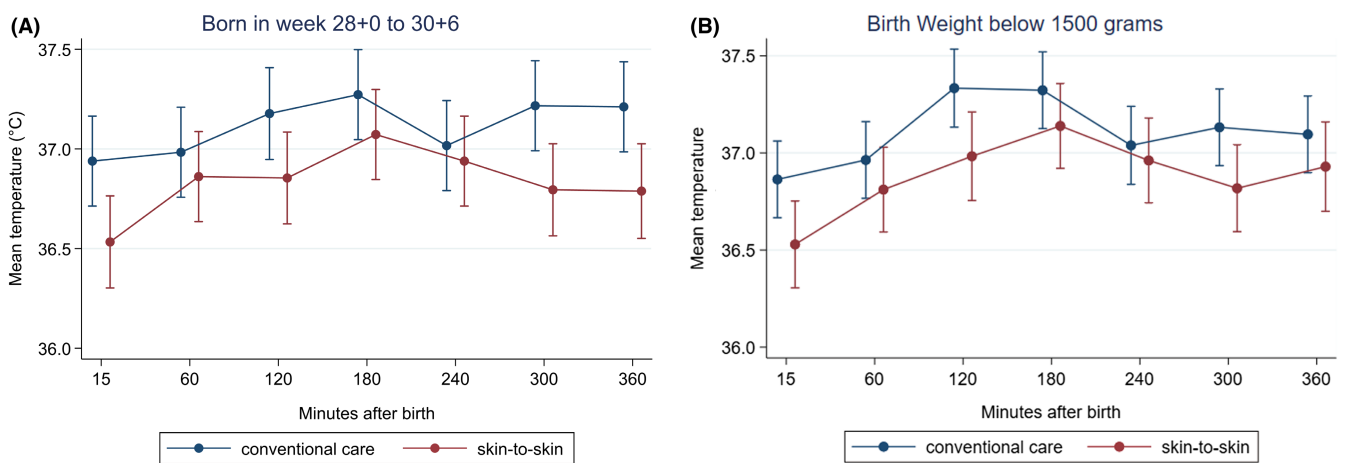 (A)
Born in week 28+0 to 30+6
Mean temperature (°C)
37.5
37.0
36.5
36.0
15 60 120 180 240 300 360
Minutes after birth
conventional care skin-to-skin
(B)
Birth Weight below 1500 grams
Mean temperature
37.5
37.0
36.5
36.0
15 60 120 180 240 300 360
Minutes after birth
conventional care skin-to-skin